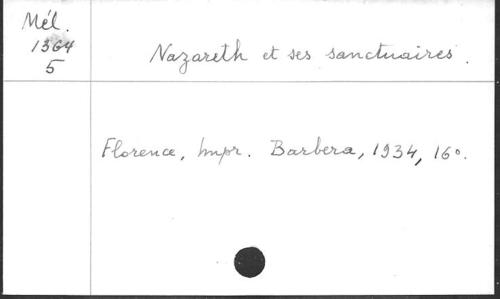 Mél.
1364
5
Nazareth et ses sanctuaires.
Florence, Impr. Barbera, 1934, 16°.